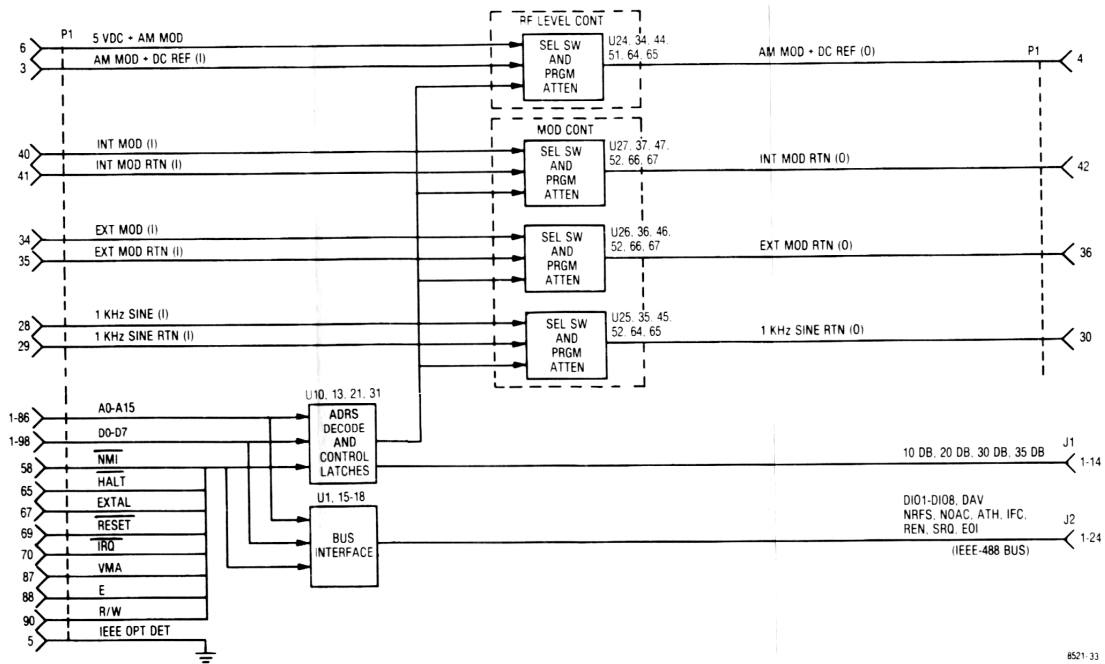 RF LEVEL CONT
P1
6
5 VDC + AM MOD
3
AM MOD + DC REF (I)
SEL SW
AND
PRGM
ATTEN
U24, 34, 44,
51, 64, 65
AM MOD + DC REF (O)
P1
4
MOD CONT
40
INT MOD (I)
41
INT MOD RTN (I)
SEL SW
AND
PRGM
ATTEN
U27, 37, 47,
52, 66, 67
INT MOD RTN (O)
42
34
EXT MOD (I)
35
EXT MOD RTN (I)
SEL SW
AND
PRGM
ATTEN
U26, 36, 46,
52, 66, 67
EXT MOD RTN (O)
36
28
1 KHz SINE (I)
29
1 KHz SINE RTN (I)
SEL SW
AND
PRGM
ATTEN
U25, 35, 45,
52, 64, 65
1 KHz SINE RTN (O)
30
1-86
A0-A15
1-98
D0-D7
58
NMI
65
HALT
67
EXTAL
69
RESET
70
IRQ
87
VMA
88
E
90
R/W
5
IEEE OPT DET
U10, 13, 21, 31
ADRS
DECODE
AND
CONTROL
LATCHES
J1
10 DB, 20 DB, 30 DB, 35 DB
1-14
U1, 15-18
BUS
INTERFACE
DIO1-DIO8, DAV
NRFS, NOAC, ATH, IFC,
REN, SRQ, EOI
J2
1-24
(IEEE-488 BUS)
8521-33